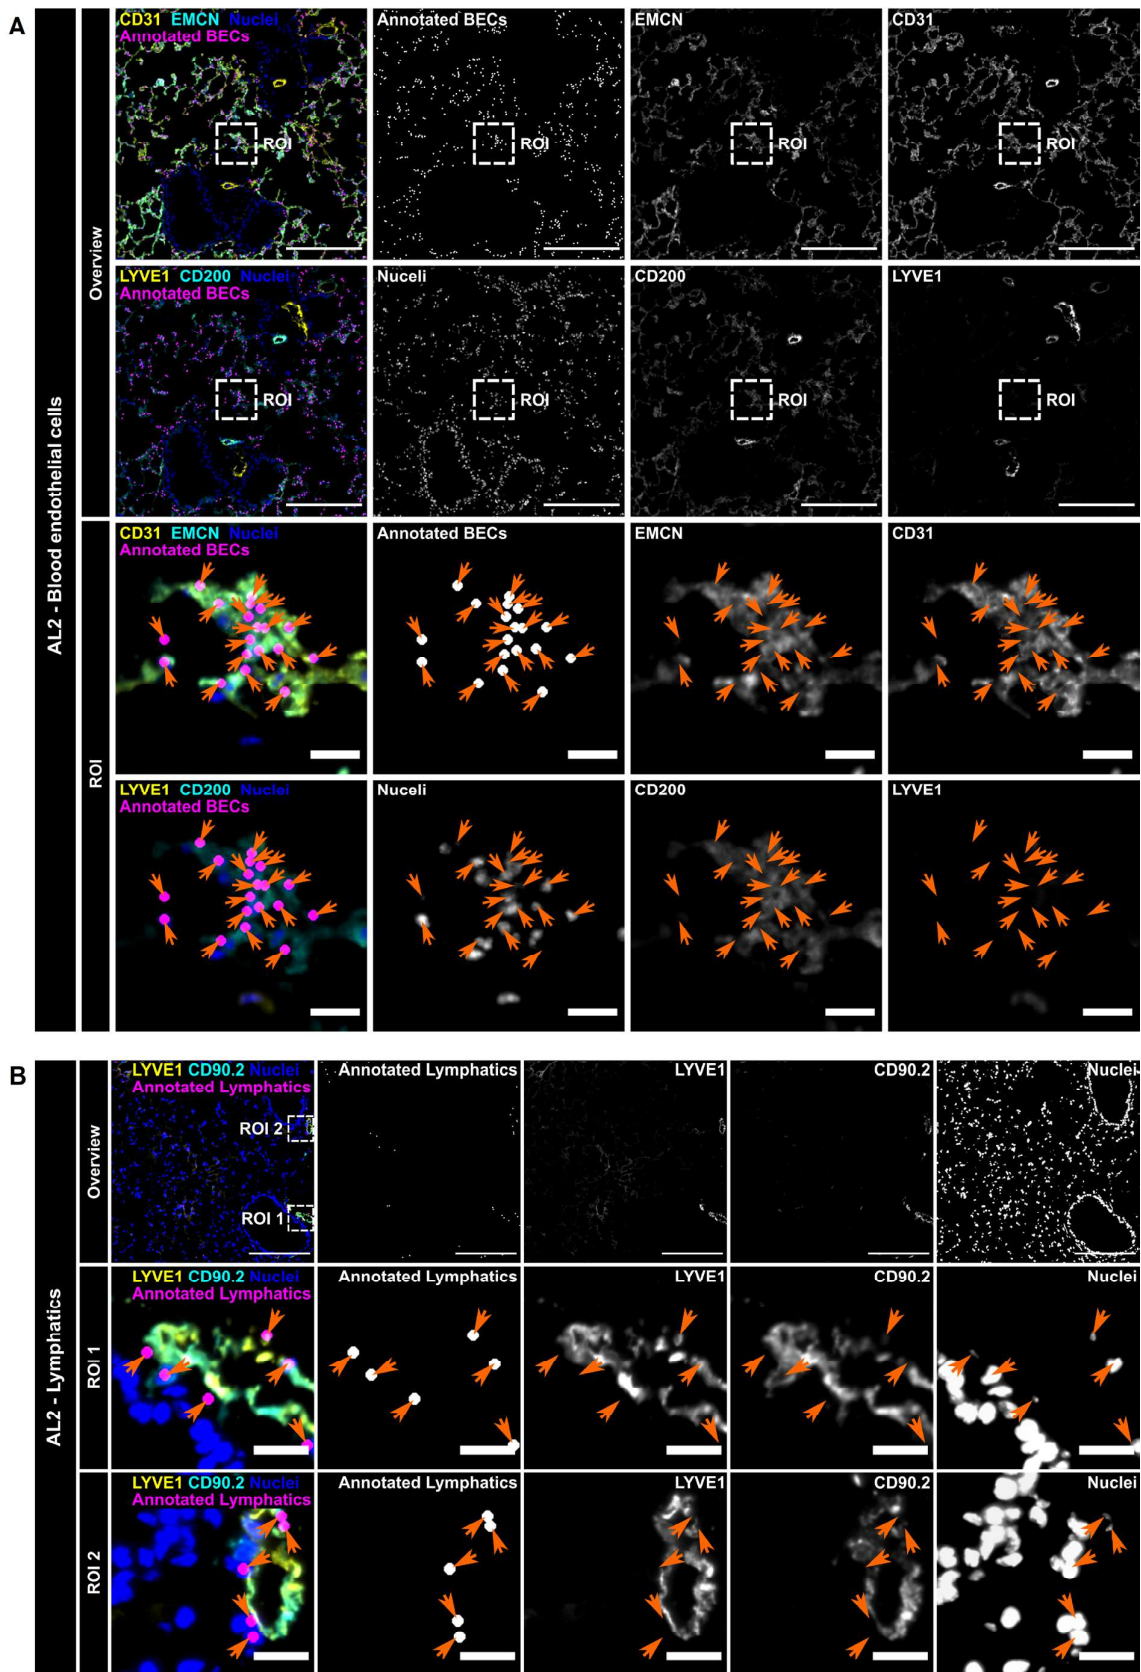 A
AL2 - Blood endothelial cells
Overview
CD31 EMCN Nuclei
Annotated BECs
ROI
Annotated BECs
ROI
EMCN
ROI
CD31
ROI
LYVE1 CD200 Nuclei
Annotated BECs
ROI
Nuceli
ROI
CD200
ROI
LYVE1
ROI
ROI
CD31 EMCN Nuclei
Annotated BECs
Annotated BECs
EMCN
CD31
LYVE1 CD200 Nuclei
Annotated BECs
Nuceli
CD200
LYVE1
B
AL2 - Lymphatics
Overview
LYVE1 CD90.2 Nuclei
Annotated Lymphatics
ROI 2
ROI 1
Annotated Lymphatics
LYVE1
CD90.2
Nuclei
ROI 1
LYVE1 CD90.2 Nuclei
Annotated Lymphatics
Annotated Lymphatics
LYVE1
CD90.2
Nuclei
ROI 2
LYVE1 CD90.2 Nuclei
Annotated Lymphatics
Annotated Lymphatics
LYVE1
CD90.2
Nuclei